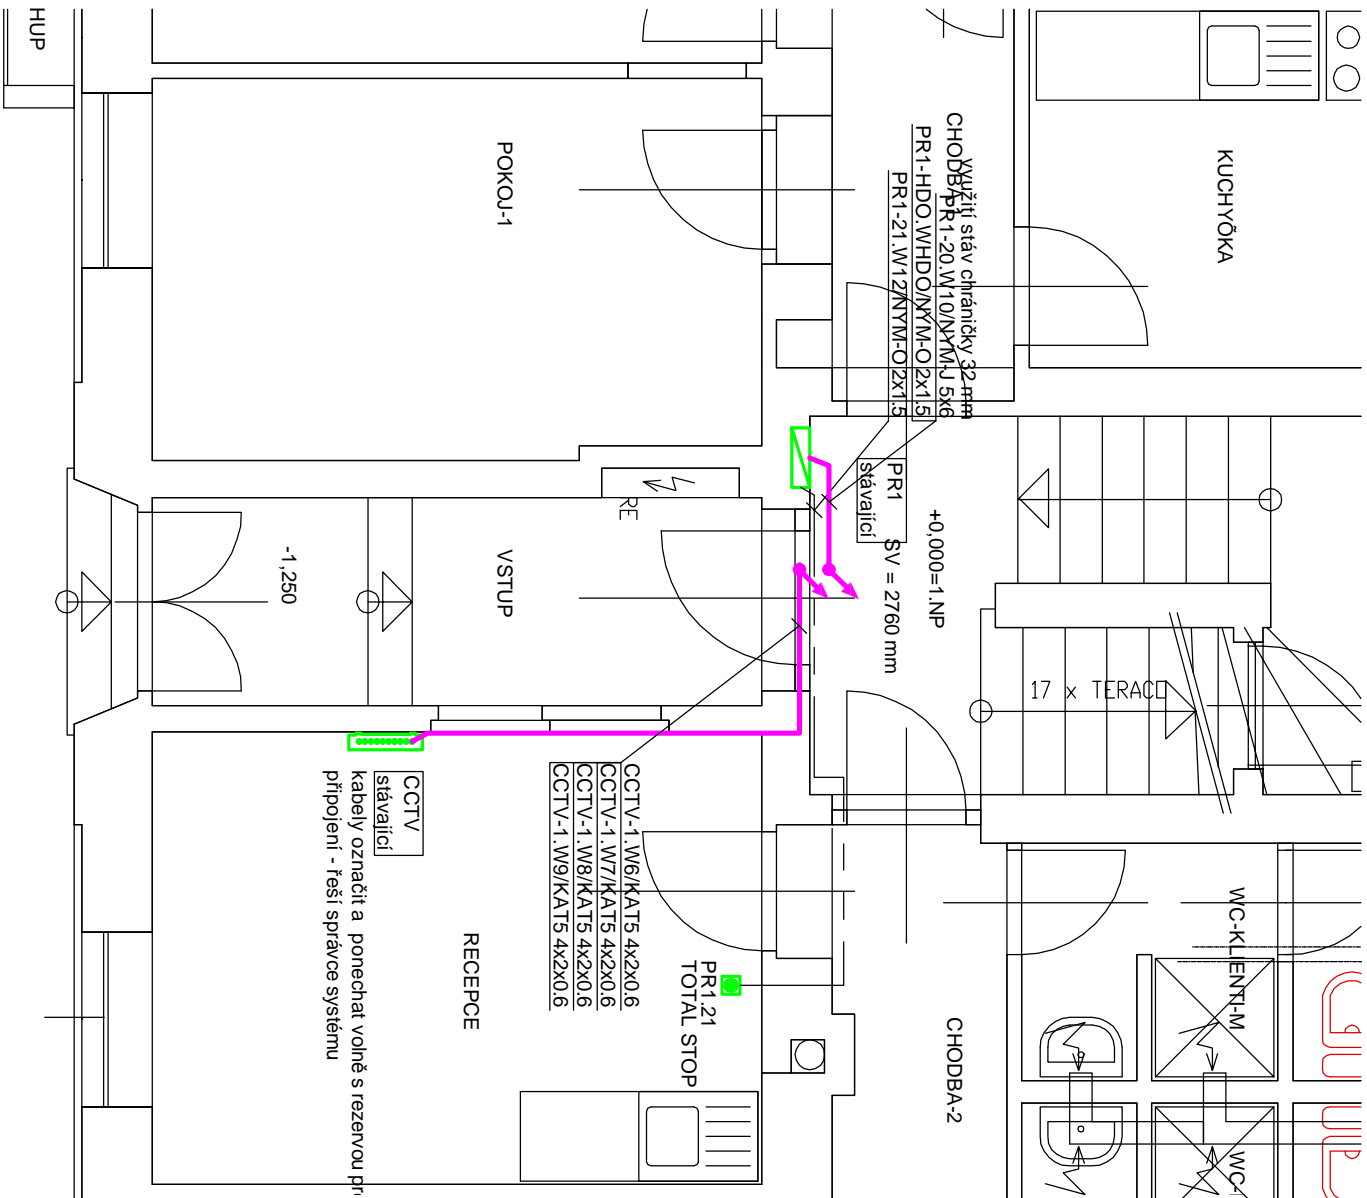 HUP
POKOJ-1
KUCHYŌKA
CHODBA-1
využití stáv chráničky 32 mm
PR1-20.W10/NYM-J 5x6
PR1-HDO.WHDO/NYM-O 2x1.5
PR1-21.W12/NYM-O 2x1.5
PR1
stávající
+0,000=1.NP
SV = 2760 mm
RE
VSTUP
-1,250
17 x TERACO
CCTV
stávající
kabely označit a ponechat volně s rezervou pro
připojení - řeší správce systému
CCTV-1.W6/KAT5 4x2x0.6
CCTV-1.W7/KAT5 4x2x0.6
CCTV-1.W8/KAT5 4x2x0.6
CCTV-1.W9/KAT5 4x2x0.6
RECEPCE
PR1.21
TOTAL STOP
CHODBA-2
WC-KLIENTI-M
WC-